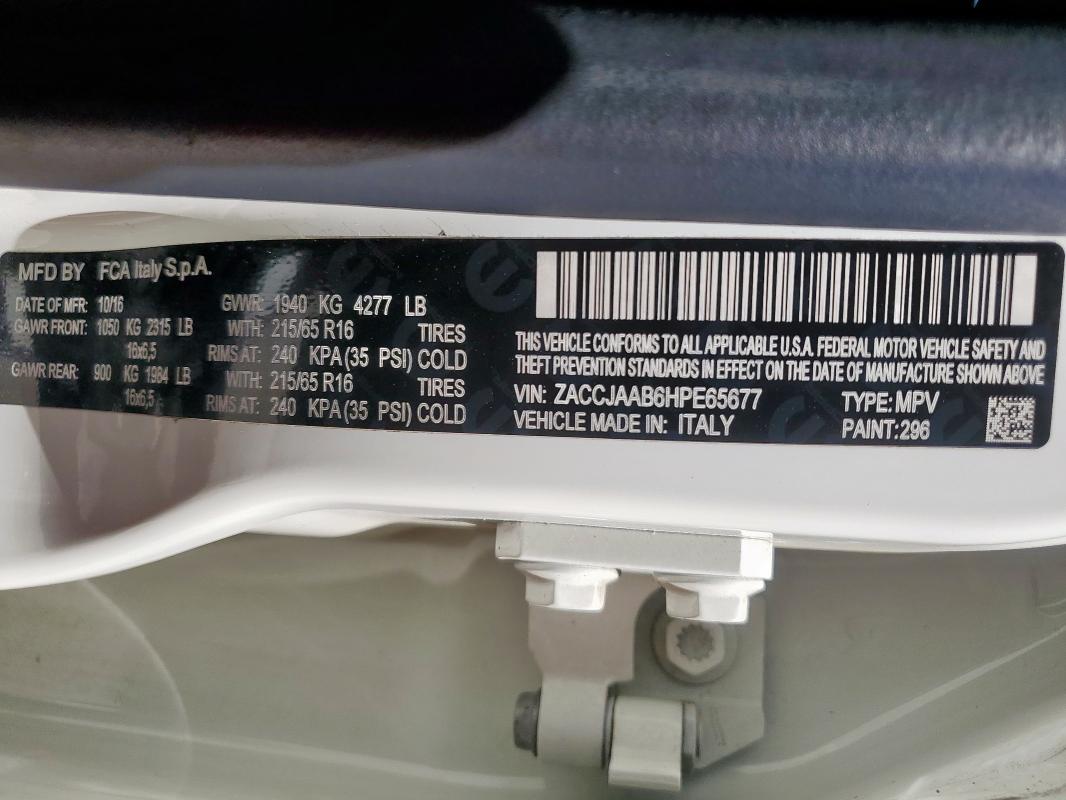 MFD BY FCA Italy S.p.A.
DATE OF MFR: 10/16 GVWR: 1940 KG 4277 LB
GAWR FRONT: 1050 KG 2315 LB WITH: 215/65 R16 TIRES
16x6,5 RIMS AT: 240 KPA (35 PSI) COLD
GAWR REAR: 900 KG 1984 LB WITH: 215/65 R16 TIRES
16x6,5 RIMS AT: 240 KPA (35 PSI) COLD
THIS VEHICLE CONFORMS TO ALL APPLICABLE U.S.A. FEDERAL MOTOR VEHICLE SAFETY AND
THEFT PREVENTION STANDARDS IN EFFECT ON THE DATE OF MANUFACTURE SHOWN ABOVE
VIN: ZACCJAAB6HPE65677 TYPE: MPV
VEHICLE MADE IN: ITALY PAINT: 296